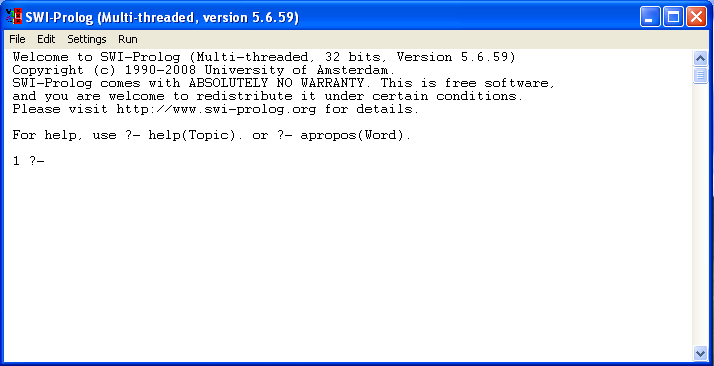 SWI-Prolog (Multi-threaded, version 5.6.59)
File Edit Settings Run
Welcome to SWI-Prolog (Multi-threaded, 32 bits, Version 5.6.59)
Copyright (c) 1990-2008 University of Amsterdam.
SWI-Prolog comes with ABSOLUTELY NO WARRANTY. This is free software,
and you are welcome to redistribute it under certain conditions.
Please visit http://www.swi-prolog.org for details.
For help, use ?- help(Topic). or ?- apropos(Word).
1 ?-